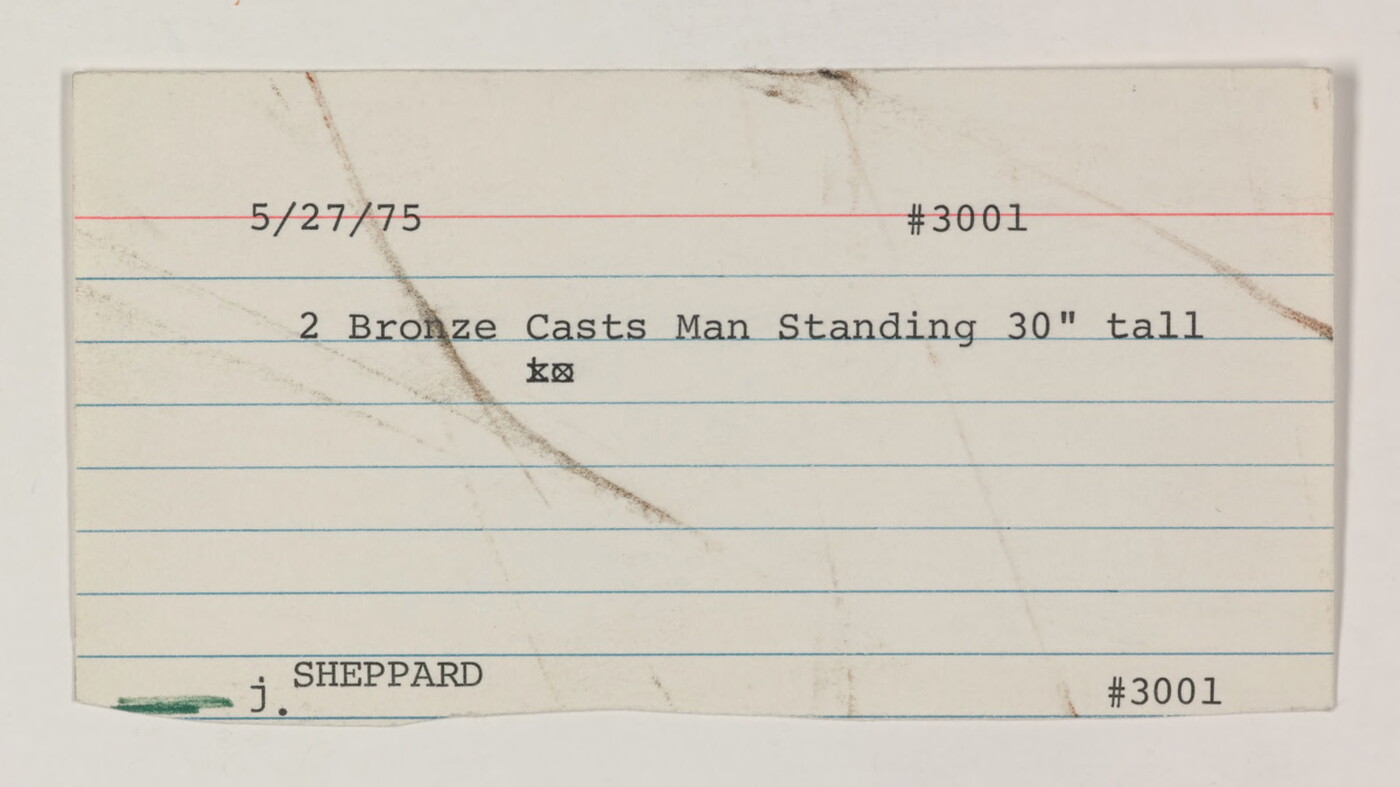 5/27/75 #3001
2 Bronze Casts Man Standing 30" tall
j. SHEPPARD #3001